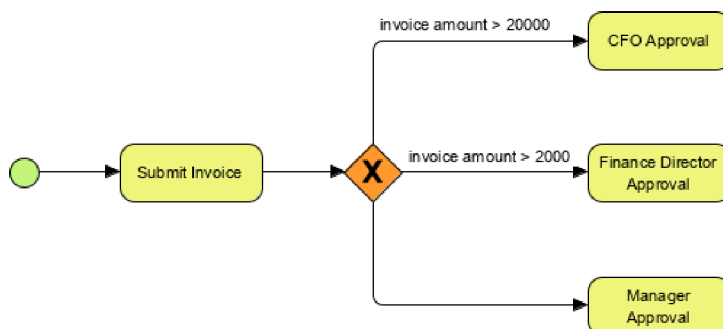 invoice amount > 20000
CFO Approval
Submit Invoice
X
invoice amount > 2000
Finance Director
Approval
Manager
Approval